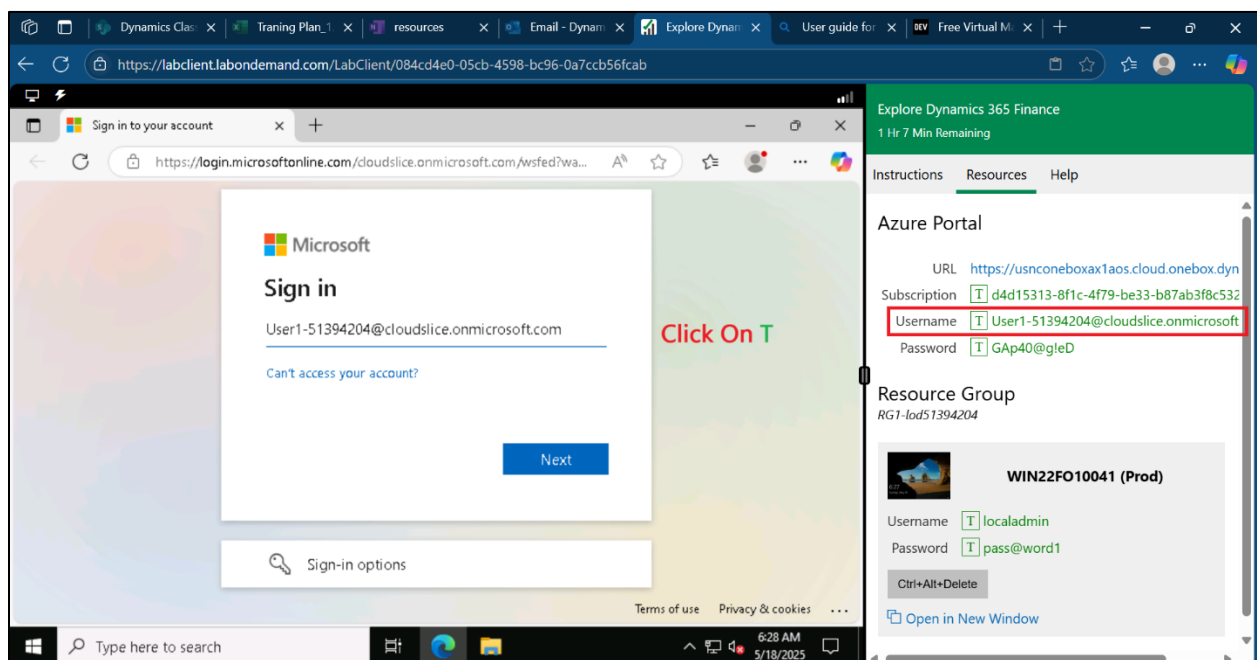 Dynamics Clas
Traning Plan_1.
resources
Email - Dynam
Explore Dynam
User guide for
DEV Free Virtual Ma
https://labclient.labondemand.com/LabClient/084cd4e0-05cb-4598-bc96-0a7ccb56fcab
Sign in to your account
https://login.microsoftonline.com/cloudslice.onmicrosoft.com/wsfed?wa...
Microsoft
Sign in
User1-51394204@cloudslice.onmicrosoft.com
Can't access your account?
Next
Sign-in options
Click On T
Terms of use Privacy & cookies ...
Type here to search
6:28 AM
5/18/2025
Explore Dynamics 365 Finance
1 Hr 7 Min Remaining
Instructions Resources Help
Azure Portal
URL https://usnconeboxax1aos.cloud.onebox.dyn
Subscription T d4d15313-8f1c-4f79-be33-b87ab3f8c532
Username T User1-51394204@cloudslice.onmicrosoft
Password T GAp40@g!eD
Resource Group
RG1-lod51394204
WIN22FO10041 (Prod)
Username T localadmin
Password T pass@word1
Ctrl+Alt+Delete
Open in New Window